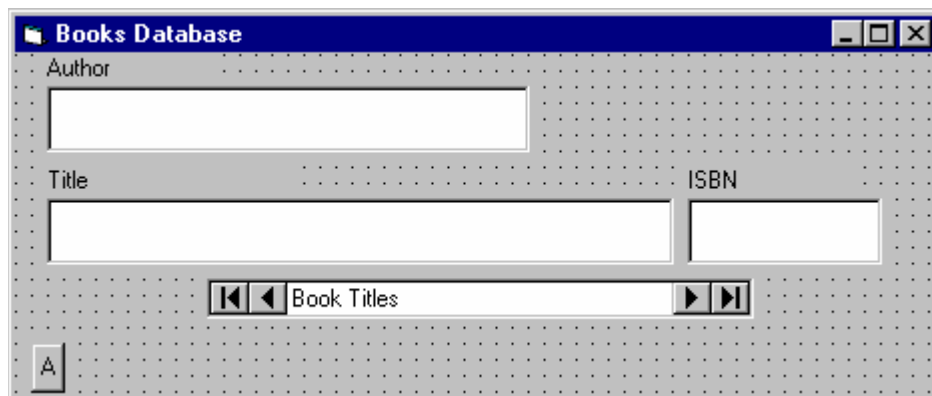 Books Database
Author
Title
ISBN
Book Titles
A